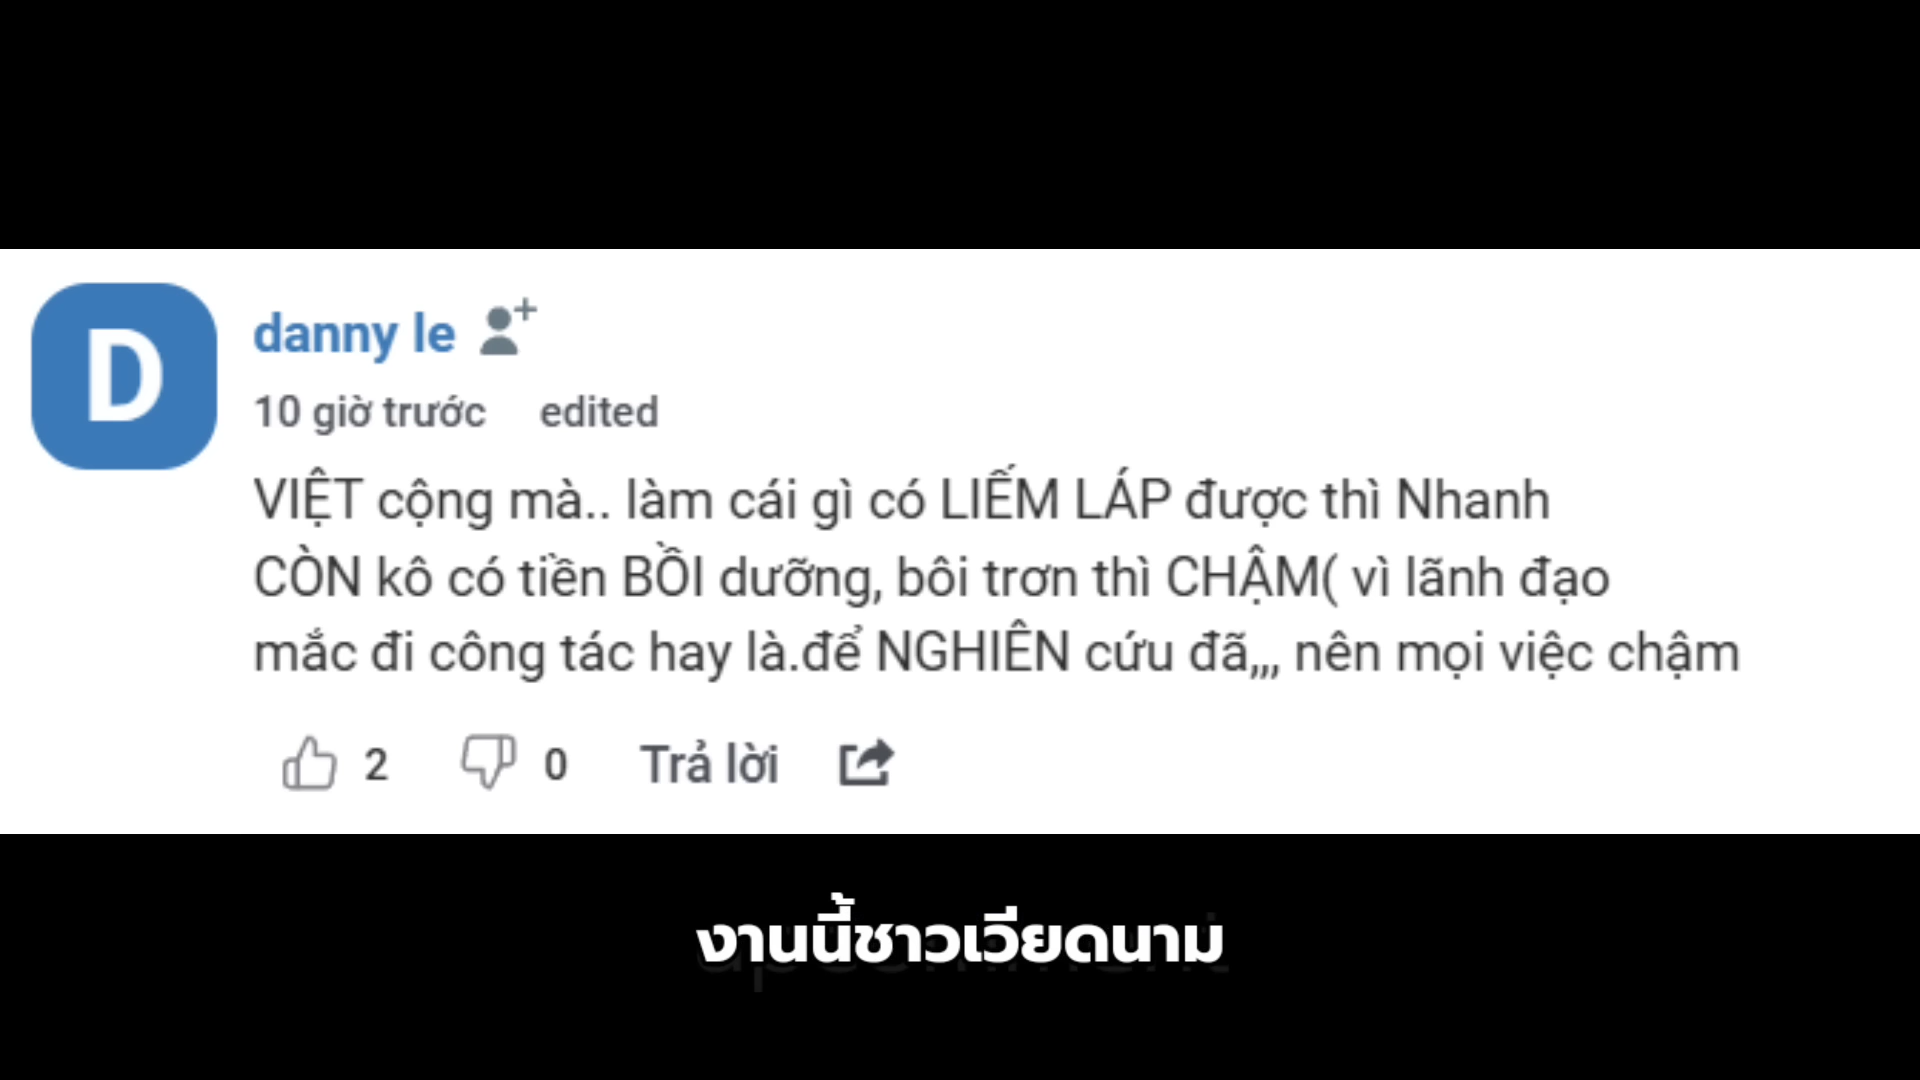 D
danny le
10 giờ trước edited
VIỆT cộng mà.. làm cái gì có LIẾM LÁP được thì Nhanh
CÒN kô có tiền BỒI dưỡng, bôi trơn thì CHẬM( vì lãnh đạo
mắc đi công tác hay là.để NGHIÊN cứu đã,,, nên mọi việc chậm
2 0 Trả lời
งานนี้ชาวเวียดนาม